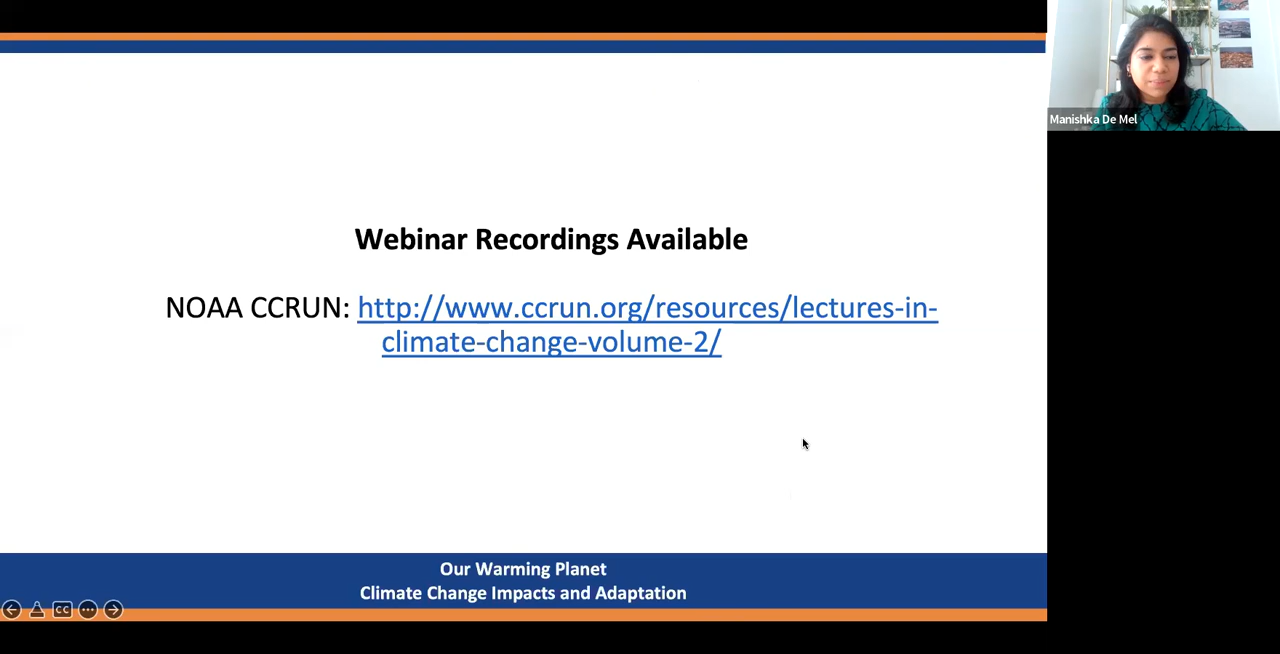 Manishka De Mel
Webinar Recordings Available
NOAA CCRUN: http://www.ccrun.org/resources/lectures-in-
climate-change-volume-2/
Our Warming Planet
Climate Change Impacts and Adaptation
CC